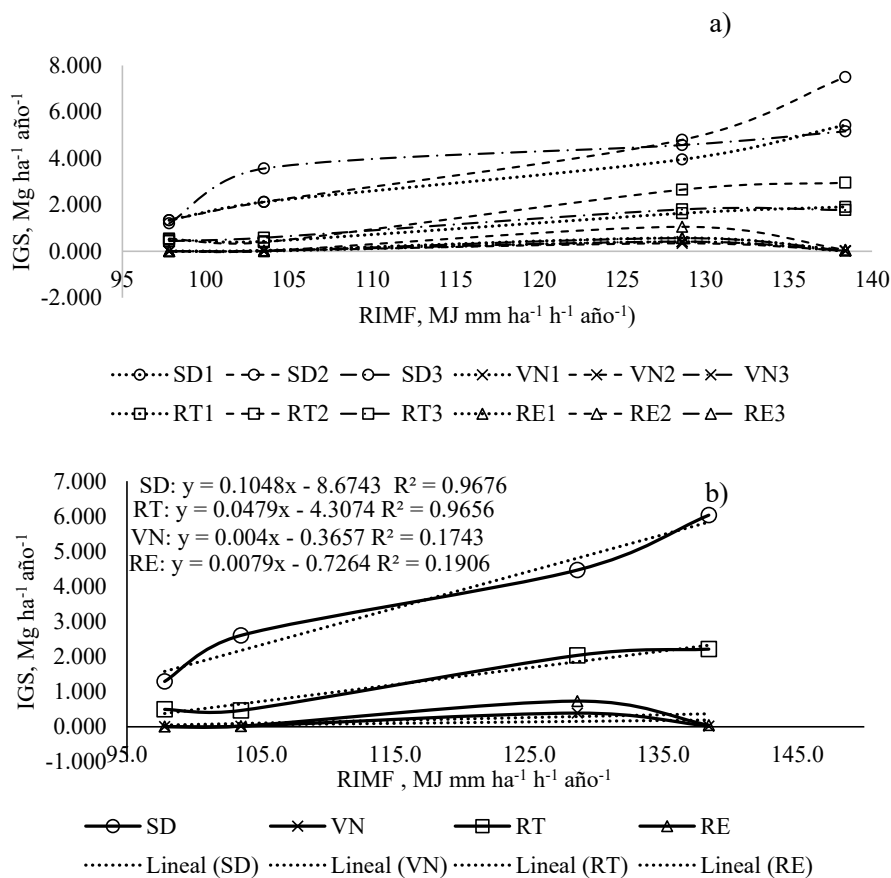 a)
8.000
6.000
4.000
2.000
0.000
-2.000
IGS, Mg ha⁻¹ año⁻¹
95 100 105 110 115 120 125 130 135 140
RIMF, MJ mm ha⁻¹ h⁻¹ año⁻¹)
SD1 SD2 SD3 VN1 VN2 VN3
RT1 RT2 RT3 RE1 RE2 RE3
b)
SD: y = 0.1048x - 8.6743 R² = 0.9676
RT: y = 0.0479x - 4.3074 R² = 0.9656
VN: y = 0.004x - 0.3657 R² = 0.1743
RE: y = 0.0079x - 0.7264 R² = 0.1906
7.000
6.000
5.000
4.000
3.000
2.000
1.000
0.000
-1.000
IGS, Mg ha⁻¹ año⁻¹
95.0 105.0 115.0 125.0 135.0 145.0
RIMF , MJ mm ha⁻¹ h⁻¹ año⁻¹
SD VN RT RE
Lineal (SD) Lineal (VN) Lineal (RT) Lineal (RE)